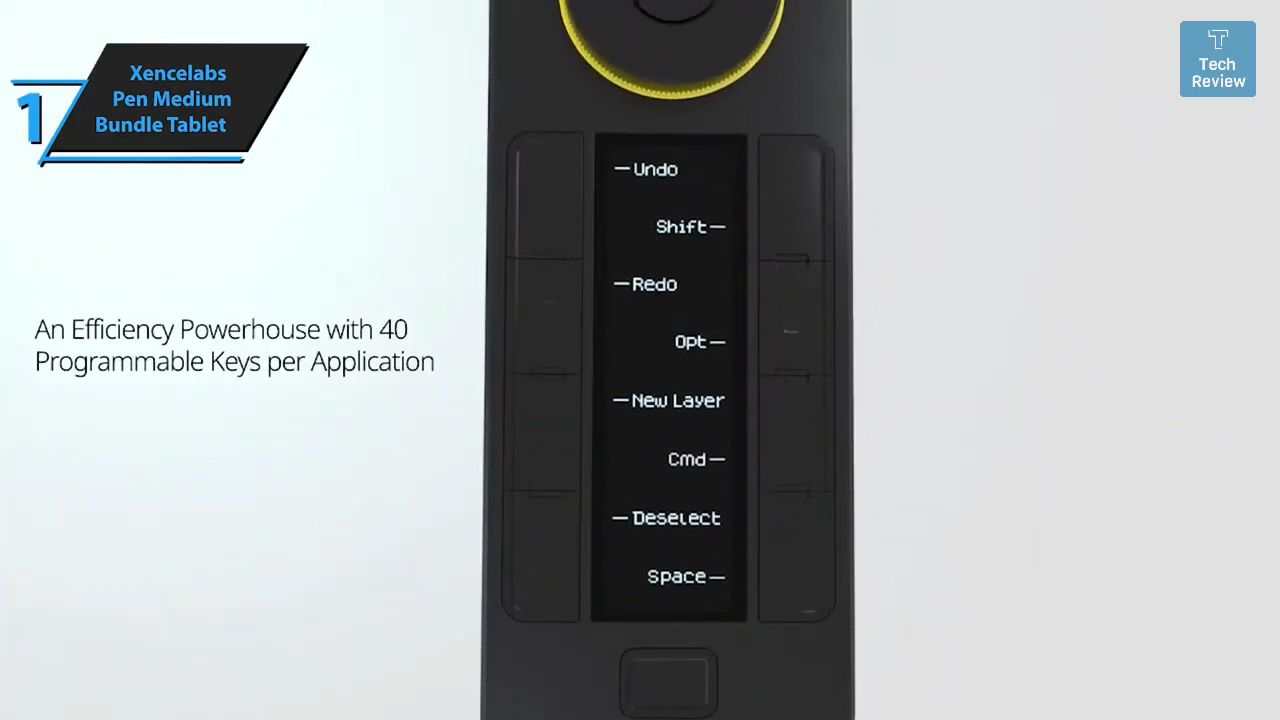 1
Xencelabs
Pen Medium
Bundle Tablet
T
Tech
Review
An Efficiency Powerhouse with 40
Programmable Keys per Application
Undo
Shift
Redo
Opt
New Layer
Cmd
Deselect
Space